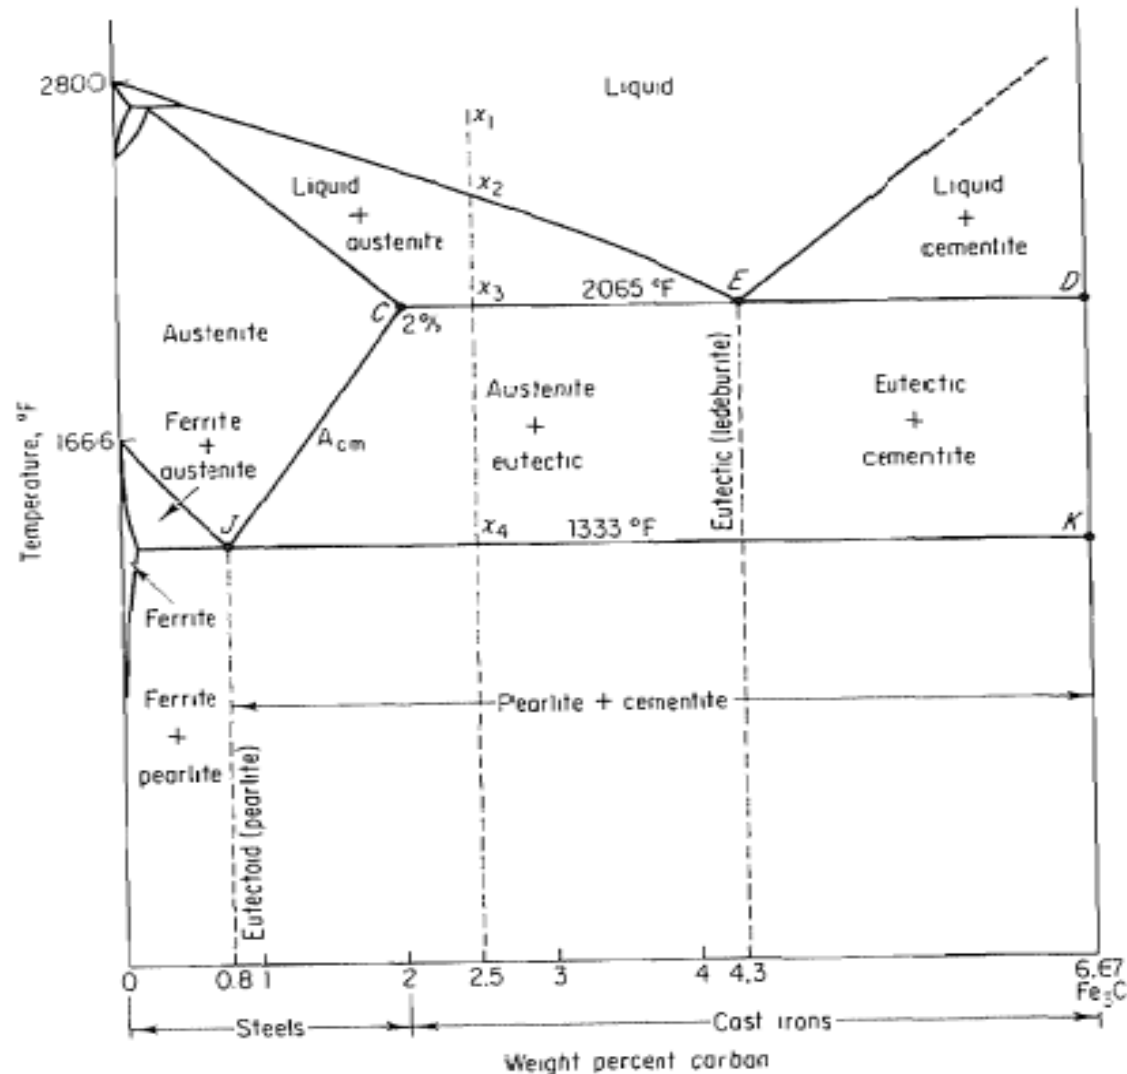 2800
Liquid
x1
x2
Liquid
+
austenite
Liquid
+
cementite
x3
2065 °F
E
D
C
2%
Austenite
Austenite
+
eutectic
Eutectic
+
cementite
Eutectic (ledeburite)
Temperature, °F
1666
Ferrite
+
austenite
Acm
J
x4
1333 °F
K
Ferrite
Ferrite
+
pearlite
Pearlite + cementite
Eutectoid (pearlite)
0
0.8
1
2
2.5
3
4
4.3
6.67
Fe3C
Steels
Cast irons
Weight percent carbon